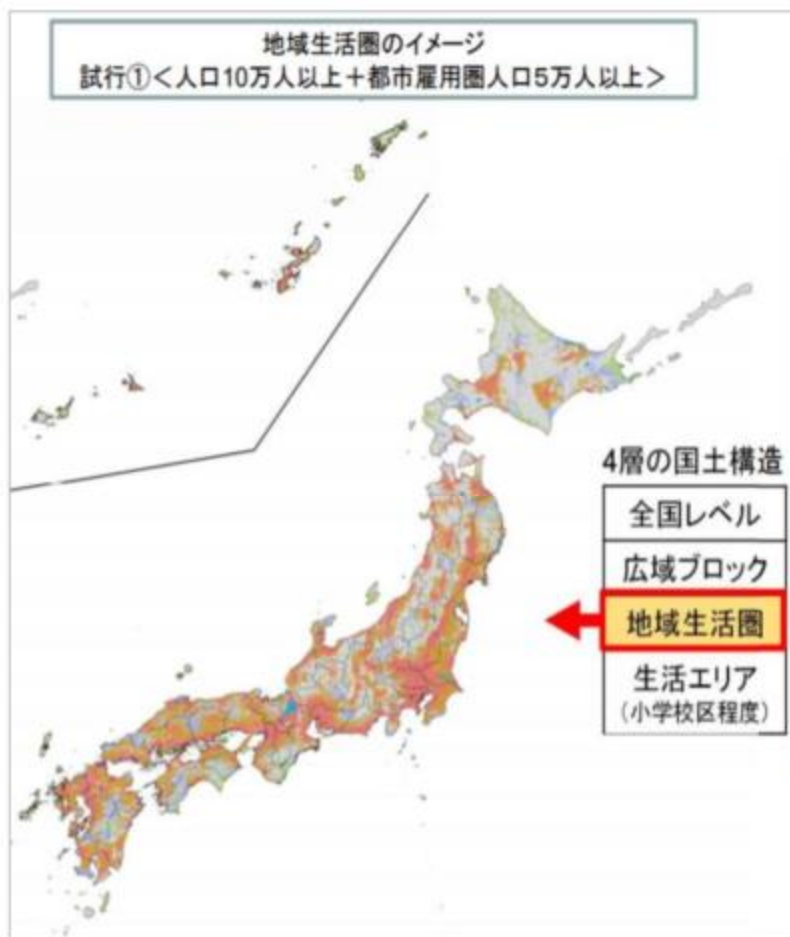 地域生活圏のイメージ
試行①＜人口10万人以上＋都市雇用圏人口5万人以上＞
4層の国土構造
全国レベル
広域ブロック
地域生活圏
生活エリア
（小学校区程度）